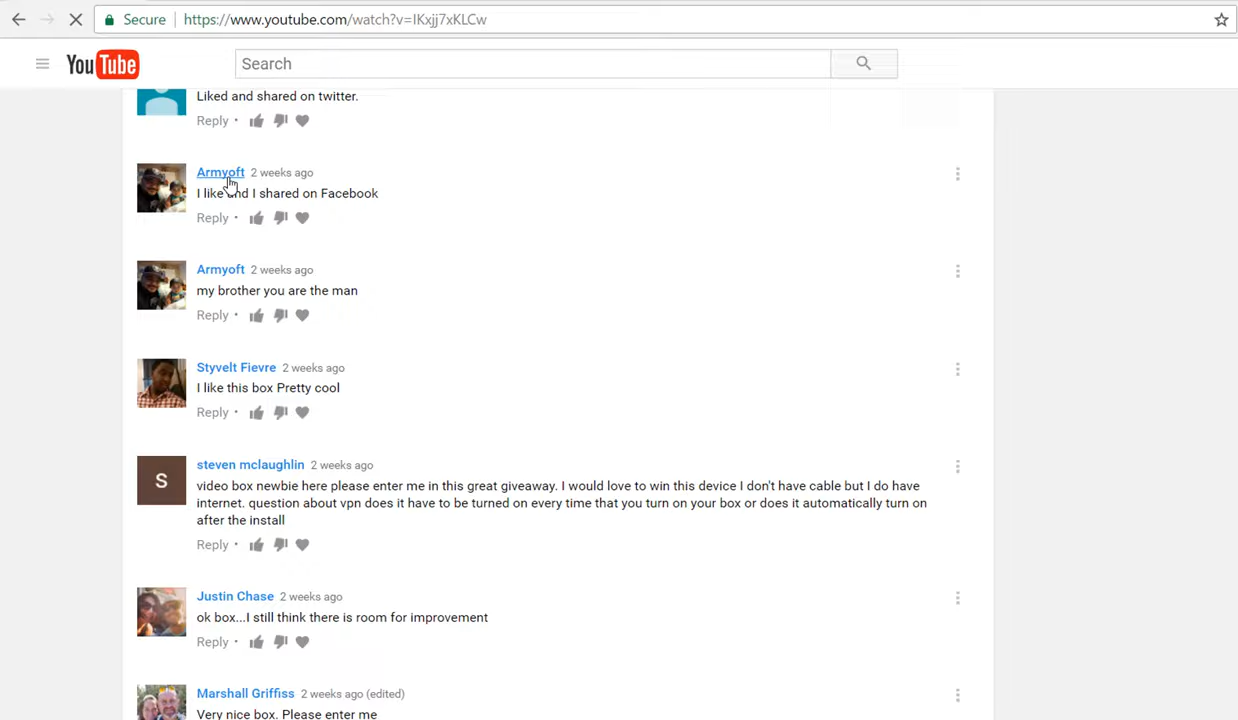 Secure https://www.youtube.com/watch?v=IKxjj7xKLCw
YouTube
Search
Liked and shared on twitter.
Reply •
Armyoft 2 weeks ago
I like and I shared on Facebook
Reply •
Armyoft 2 weeks ago
my brother you are the man
Reply •
Styvelt Fievre 2 weeks ago
I like this box Pretty cool
Reply •
S
steven mclaughlin 2 weeks ago
video box newbie here please enter me in this great giveaway. I would love to win this device I don't have cable but I do have
internet. question about vpn does it have to be turned on every time that you turn on your box or does it automatically turn on
after the install
Reply •
Justin Chase 2 weeks ago
ok box...I still think there is room for improvement
Reply •
Marshall Griffiss 2 weeks ago (edited)
Very nice box. Please enter me